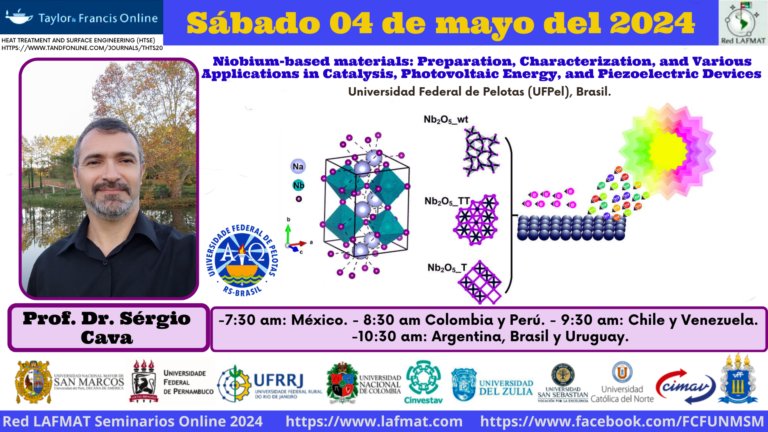 Taylor & Francis Online
HEAT TREATMENT AND SURFACE ENGINEERING (HTSE)
HTTPS://WWW.TANDFONLINE.COM/JOURNALS/THTS20
Sábado 04 de mayo del 2024
Red LAFMAT
Niobium-based materials: Preparation, Characterization, and Various
Applications in Catalysis, Photovoltaic Energy, and Piezoelectric Devices
Universidad Federal de Pelotas (UFPel), Brasil.
Na
Nb
b
a
c
Nb₂O₅_wt
Nb₂O₅_TT
Nb₂O₅_T
UNIVERSIDADE FEDERAL DE PELOTAS
RS-BRASIL
Prof. Dr. Sérgio
Cava
-7:30 am: México. - 8:30 am Colombia y Perú. - 9:30 am: Chile y Venezuela.
-10:30 am: Argentina, Brasil y Uruguay.
UNIVERSIDAD NACIONAL MAYOR DE
SAN MARCOS
UNIVERSIDADE
FEDERAL
DE PERNAMBUCO
UFRRJ
UNIVERSIDADE FEDERAL RURAL
DO RIO DE JANEIRO
UNIVERSIDAD
NACIONAL
DE COLOMBIA
Cinvestav
UNIVERSIDAD
DEL ZULIA
UNIVERSIDAD
SAN SEBASTIAN
Universidad
Católica del Norte
cimav
Red LAFMAT Seminarios Online 2024
https://www.lafmat.com
https://www.facebook.com/FCFUNMSM